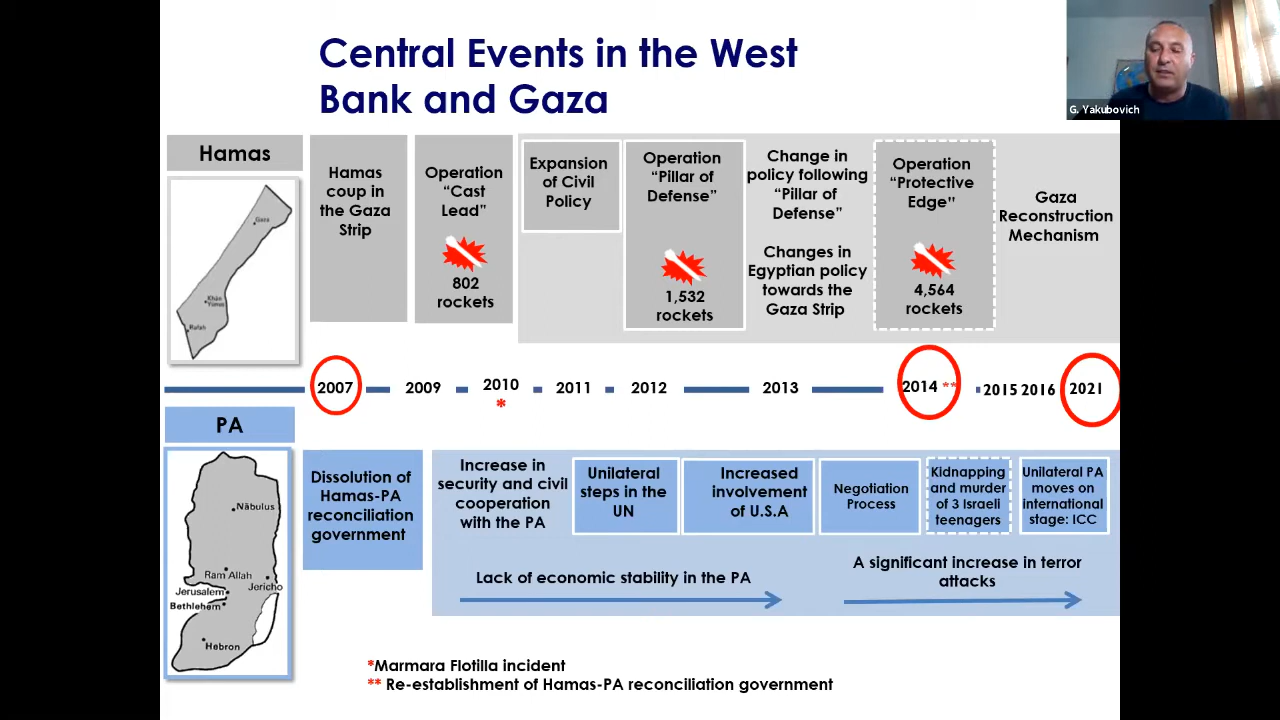 Central Events in the West
Bank and Gaza
G. Yakubovich
Hamas
Gaza
Khān
Yūnus
Rafah
Hamas
coup in
the Gaza
Strip
Operation
“Cast
Lead”
802
rockets
Expansion
of Civil
Policy
Operation
“Pillar of
Defense”
1,532
rockets
Change in
policy following
“Pillar of
Defense”
Changes in
Egyptian policy
towards the
Gaza Strip
Operation
“Protective
Edge”
4,564
rockets
Gaza
Reconstruction
Mechanism
2007
2009
2010
*
2011
2012
2013
2014 **
2015 2016
2021
PA
Nābulus
Ram Allah
Jericho
Jerusalem
Bethlehem
Hebron
Dissolution of
Hamas-PA
reconciliation
government
Increase in
security and civil
cooperation
with the PA
Unilateral
steps in the
UN
Increased
involvement
of U.S.A
Negotiation
Process
Kidnapping
and murder
of 3 Israeli
teenagers
Unilateral PA
moves on
international
stage: ICC
Lack of economic stability in the PA
A significant increase in terror
attacks
*Marmara Flotilla incident
** Re-establishment of Hamas-PA reconciliation government